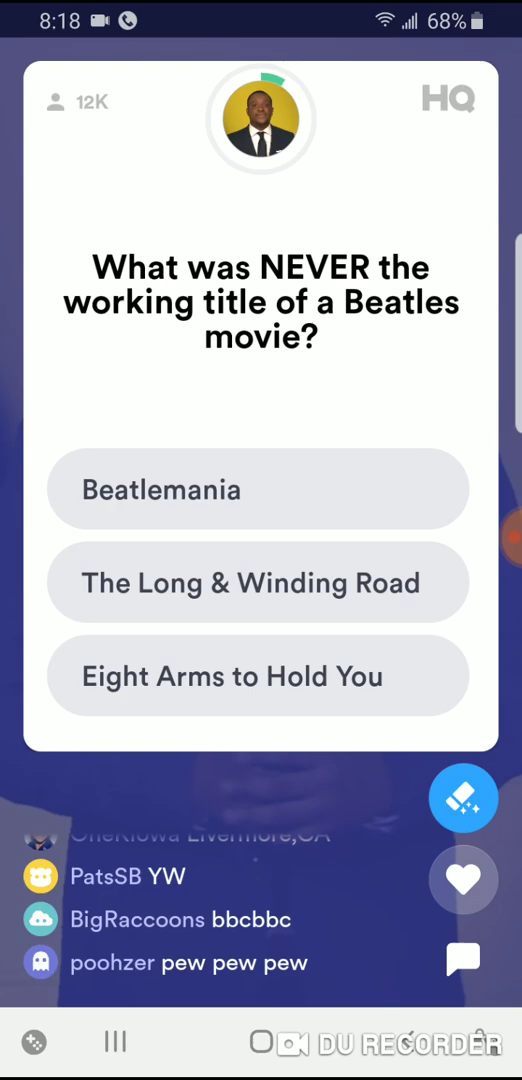 8:18 68%
12K HQ
What was NEVER the
working title of a Beatles
movie?
Beatlemania
The Long & Winding Road
Eight Arms to Hold You
PatsSB YW
BigRaccoons bbcbbc
poohzer pew pew pew
DU RECORDER